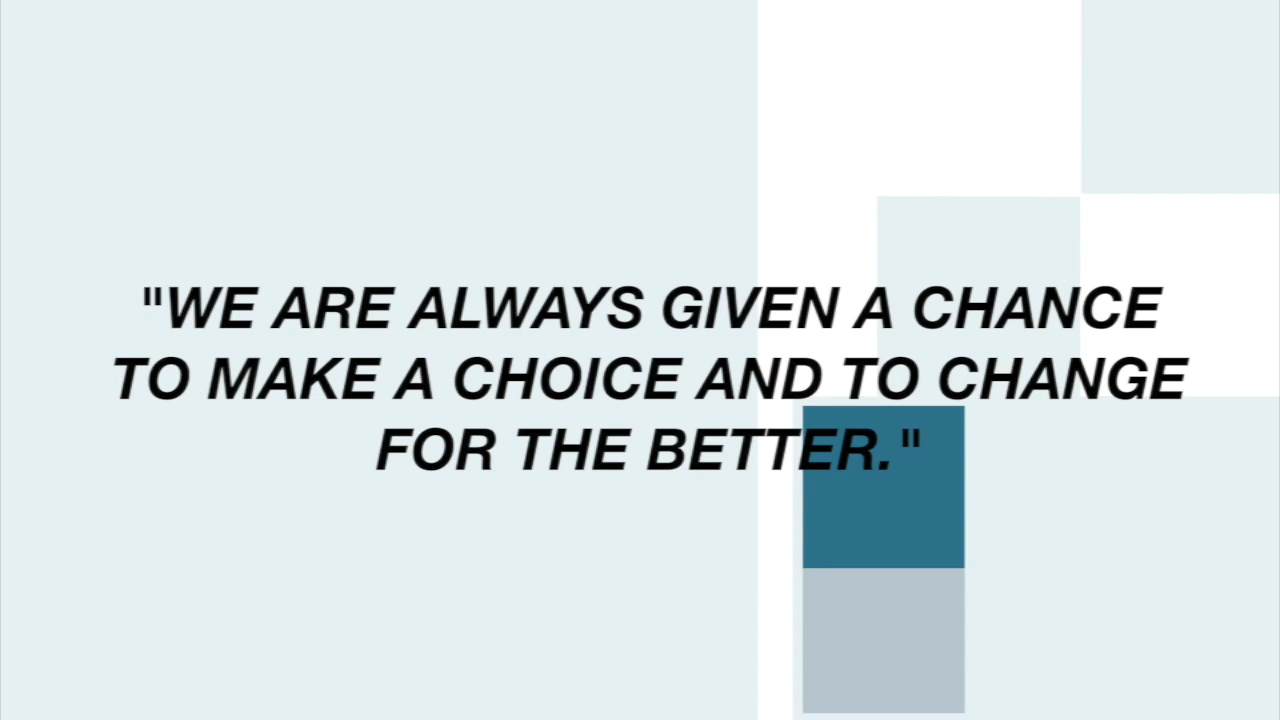 "WE ARE ALWAYS GIVEN A CHANCE
TO MAKE A CHOICE AND TO CHANGE
FOR THE BETTER."